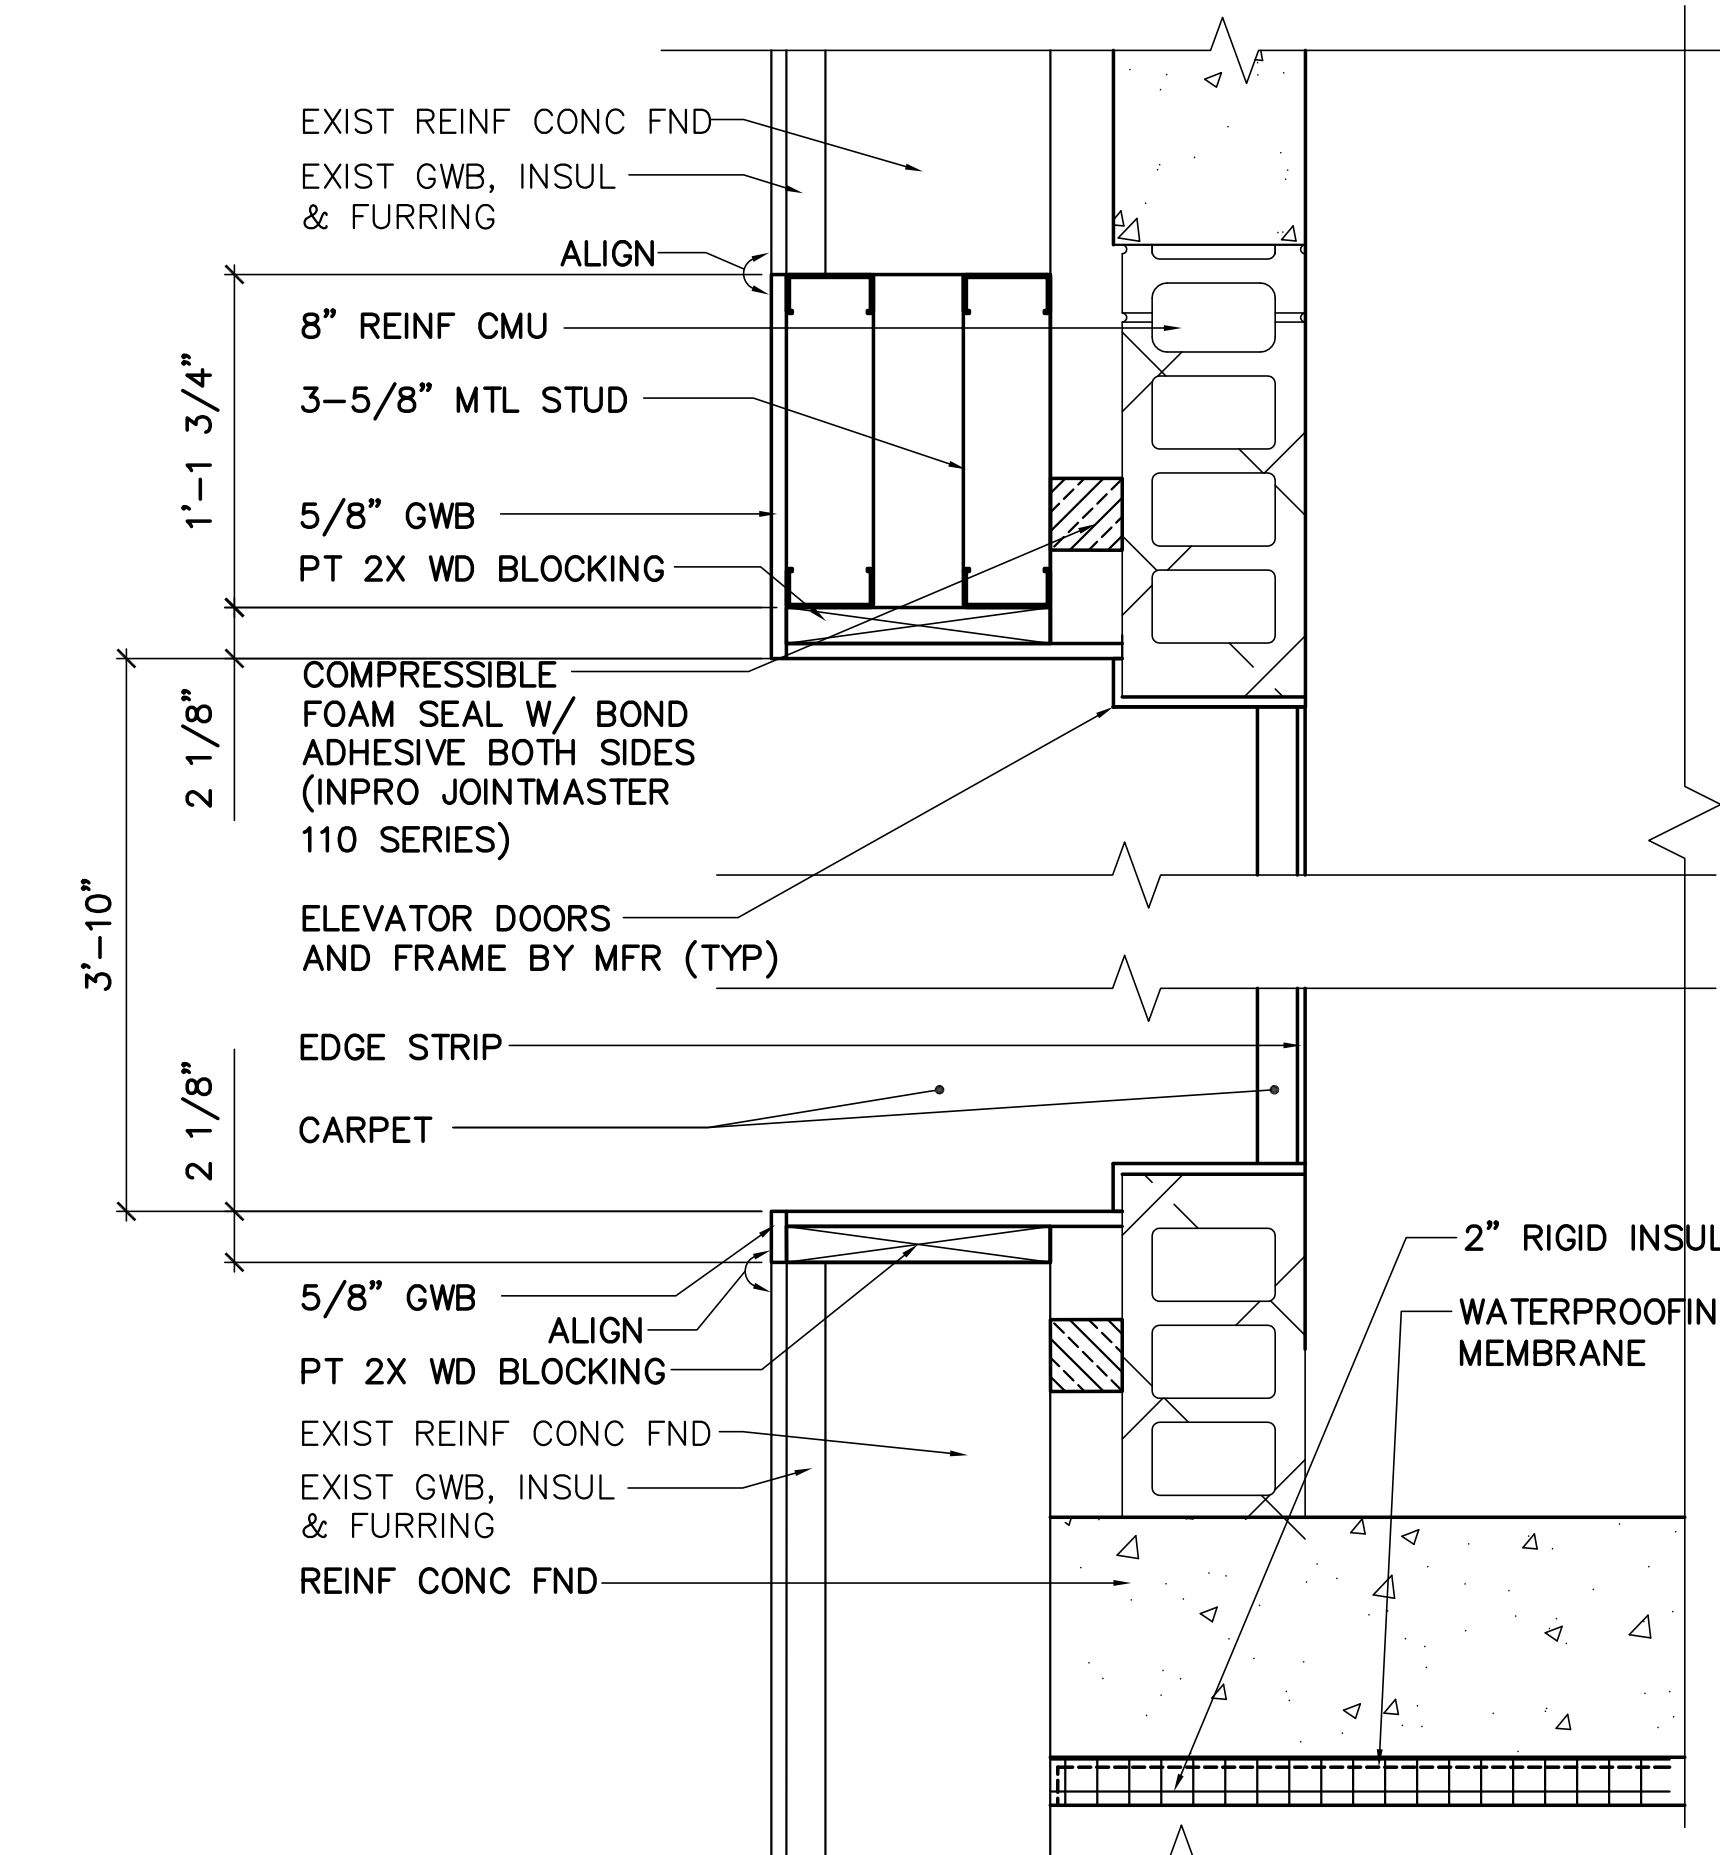 EXIST REINF CONC FND
EXIST GWB, INSUL
& FURRING
ALIGN
8” REINF CMU
3-5/8” MTL STUD
5/8” GWB
PT 2X WD BLOCKING
COMPRESSIBLE
FOAM SEAL W/ BOND
ADHESIVE BOTH SIDES
(INPRO JOINTMASTER
110 SERIES)
ELEVATOR DOORS
AND FRAME BY MFR (TYP)
EDGE STRIP
CARPET
5/8” GWB
ALIGN
PT 2X WD BLOCKING
EXIST REINF CONC FND
EXIST GWB, INSUL
& FURRING
REINF CONC FND
1'-1 3/4”
2 1/8”
3'-10”
2 1/8”
2” RIGID INSUL
WATERPROOFIN
MEMBRANE